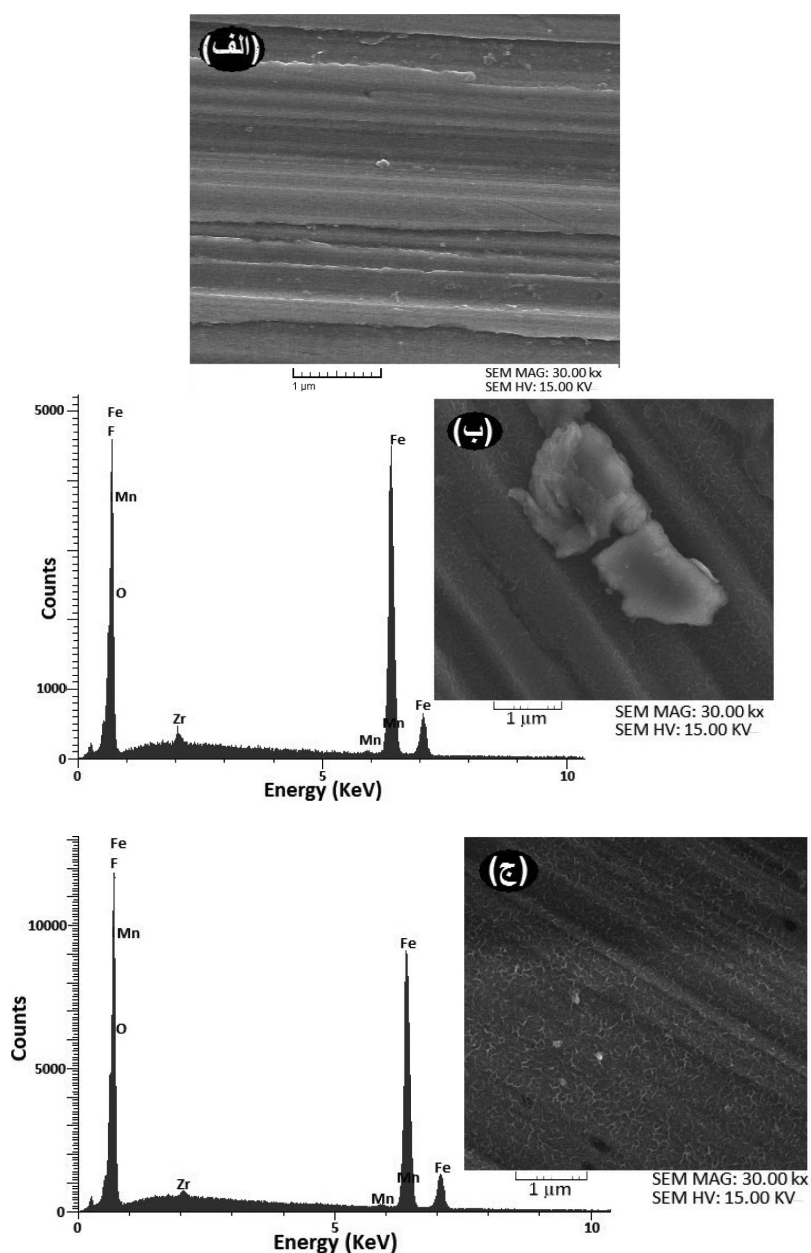 (الف)
1 µm
SEM MAG: 30.00 kx
SEM HV: 15.00 KV
(ب)
5000
1000
0
Counts
Fe
F
Mn
O
Zr
Mn
Mn
Fe
Fe
0
5
10
Energy (KeV)
1 µm
SEM MAG: 30.00 kx
SEM HV: 15.00 KV
(ج)
10000
5000
0
Counts
Fe
F
Mn
O
Zr
Mn
Mn
Fe
Fe
0
5
10
Energy (KeV)
1 µm
SEM MAG: 30.00 kx
SEM HV: 15.00 KV